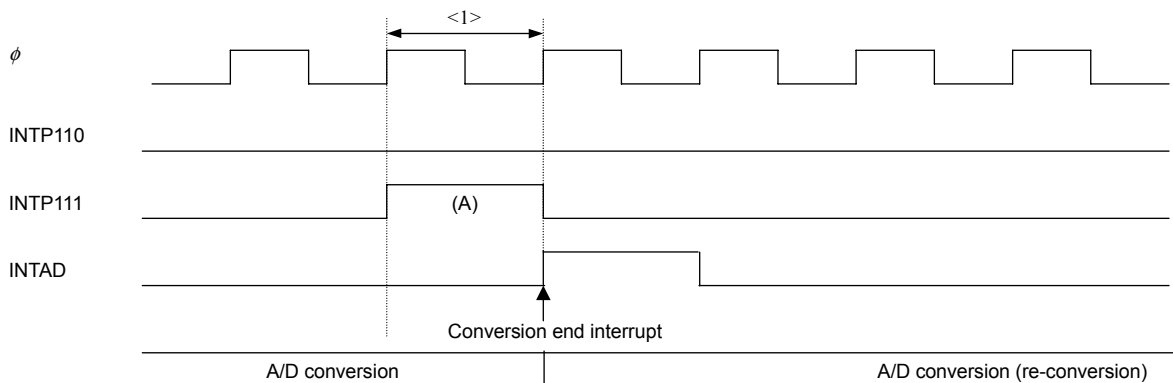 <1>
ϕ
INTP110
INTP111
(A)
INTAD
Conversion end interrupt
A/D conversion
A/D conversion (re-conversion)